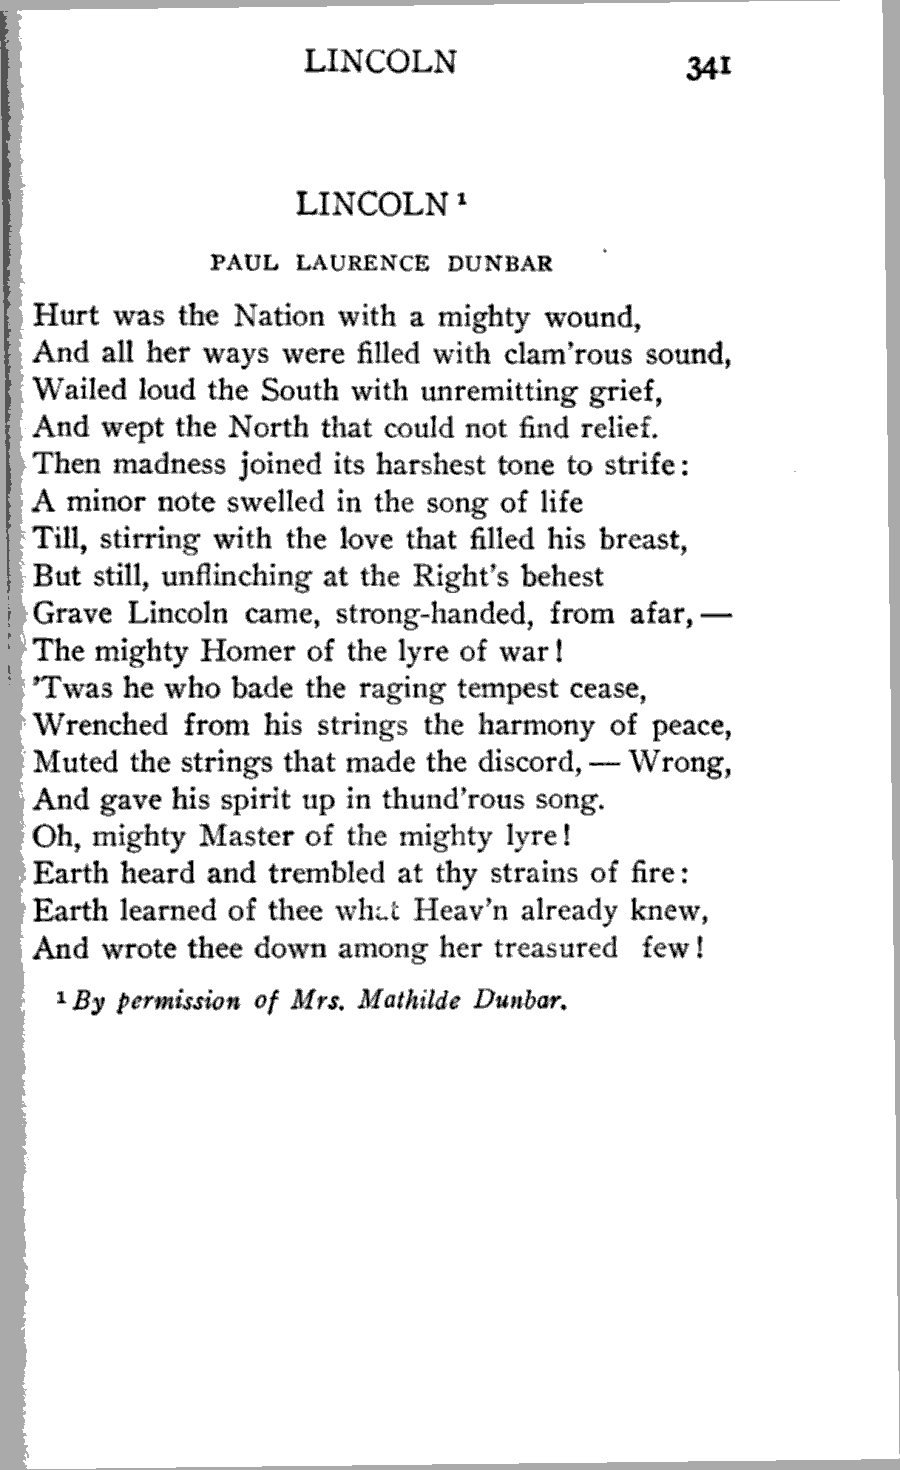 LINCOLN 341
LINCOLN ¹
PAUL LAURENCE DUNBAR
Hurt was the Nation with a mighty wound,
And all her ways were filled with clam'rous sound,
Wailed loud the South with unremitting grief,
And wept the North that could not find relief.
Then madness joined its harshest tone to strife:
A minor note swelled in the song of life
Till, stirring with the love that filled his breast,
But still, unflinching at the Right's behest
Grave Lincoln came, strong-handed, from afar,—
The mighty Homer of the lyre of war!
'Twas he who bade the raging tempest cease,
Wrenched from his strings the harmony of peace,
Muted the strings that made the discord,—Wrong,
And gave his spirit up in thund'rous song.
Oh, mighty Master of the mighty lyre!
Earth heard and trembled at thy strains of fire:
Earth learned of thee what Heav'n already knew,
And wrote thee down among her treasured few!
¹ By permission of Mrs. Mathilde Dunbar.